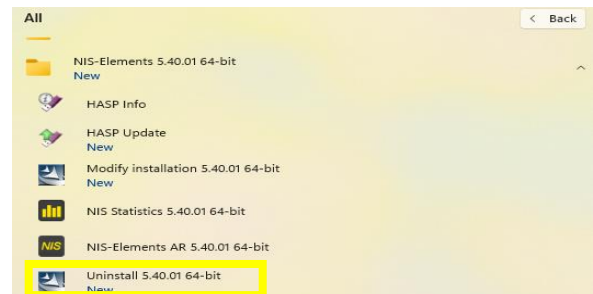 All
< Back
NIS-Elements 5.40.01 64-bit
New
HASP Info
HASP Update
New
Modify installation 5.40.01 64-bit
New
NIS Statistics 5.40.01 64-bit
NIS
NIS-Elements AR 5.40.01 64-bit
Uninstall 5.40.01 64-bit
New